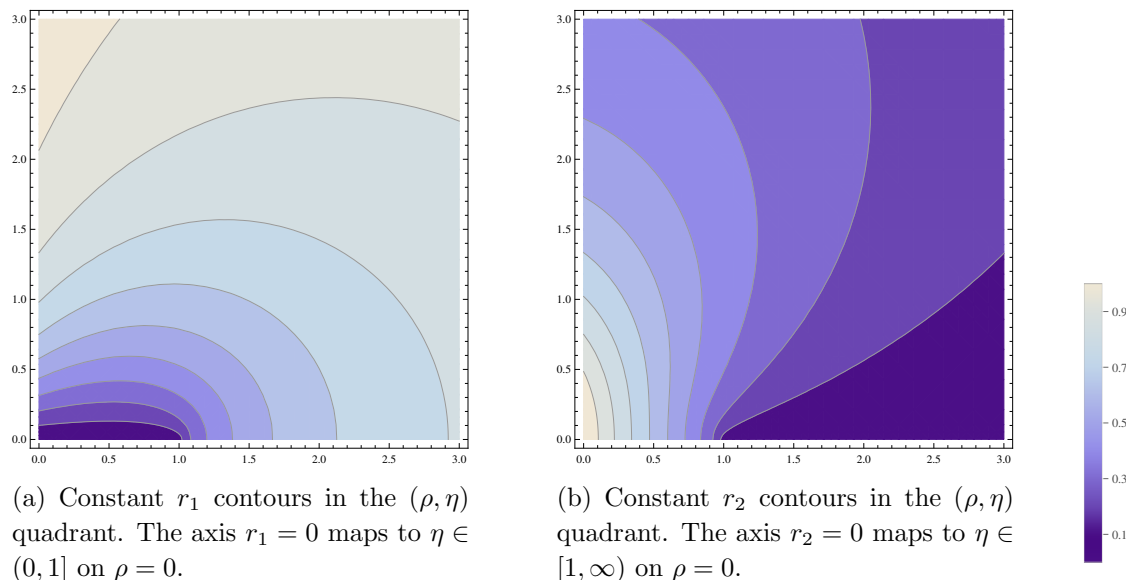 3.0
2.5
2.0
1.5
1.0
0.5
0.0
0.0 0.5 1.0 1.5 2.0 2.5 3.0
3.0
2.5
2.0
1.5
1.0
0.5
0.0
0.0 0.5 1.0 1.5 2.0 2.5 3.0
0.9
0.7
0.5
0.3
0.1
(a) Constant r₁ contours in the (ρ, η)
quadrant. The axis r₁ = 0 maps to η ∈
(0, 1] on ρ = 0.
(b) Constant r₂ contours in the (ρ, η)
quadrant. The axis r₂ = 0 maps to η ∈
[1, ∞) on ρ = 0.